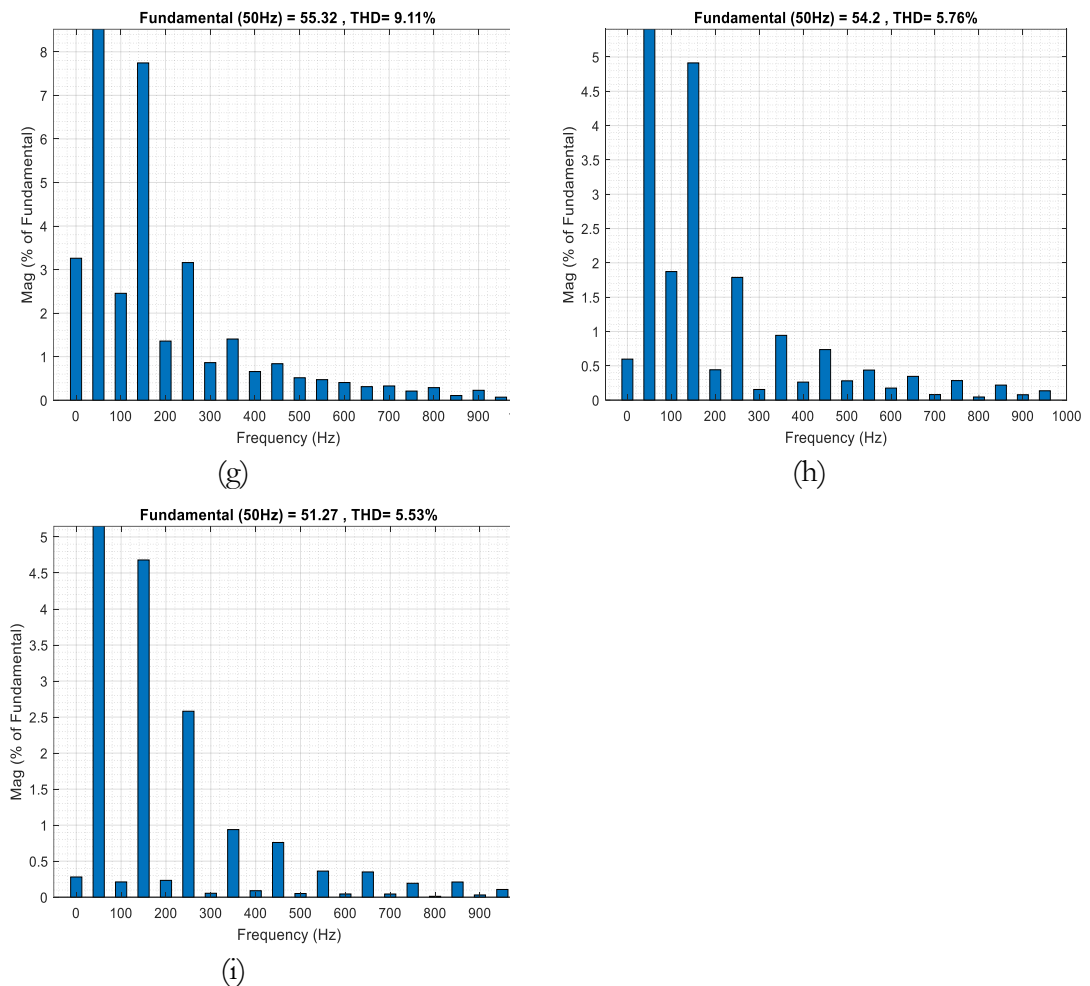 Fundamental (50Hz) = 55.32 , THD= 9.11%
8
7
6
5
4
3
2
1
0
Mag (% of Fundamental)
0 100 200 300 400 500 600 700 800 900
Frequency (Hz)
(g)
Fundamental (50Hz) = 54.2 , THD= 5.76%
5
4.5
4
3.5
3
2.5
2
1.5
1
0.5
0
Mag (% of Fundamental)
0 100 200 300 400 500 600 700 800 900 1000
Frequency (Hz)
(h)
Fundamental (50Hz) = 51.27 , THD= 5.53%
5
4.5
4
3.5
3
2.5
2
1.5
1
0.5
0
Mag (% of Fundamental)
0 100 200 300 400 500 600 700 800 900
Frequency (Hz)
(i)